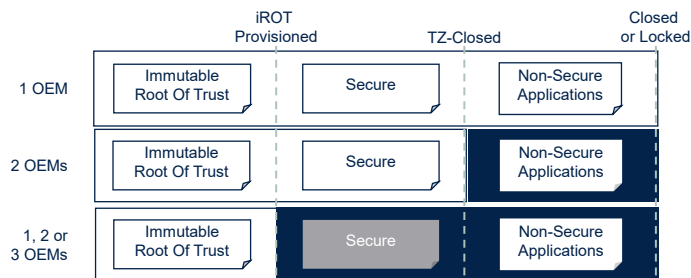 iROT
Provisioned
TZ-Closed
Closed
or Locked
1 OEM
Immutable
Root Of Trust
Secure
Non-Secure
Applications
2 OEMs
Immutable
Root Of Trust
Secure
Non-Secure
Applications
1, 2 or
3 OEMs
Immutable
Root Of Trust
Secure
Non-Secure
Applications